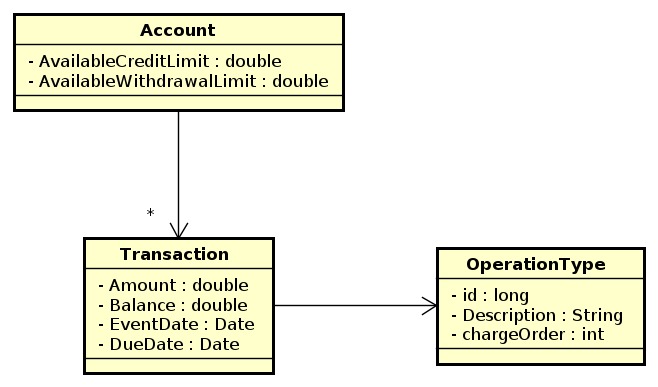 Account
- AvailableCreditLimit : double
- AvailableWithdrawalLimit : double
*
Transaction
- Amount : double
- Balance : double
- EventDate : Date
- DueDate : Date
OperationType
- id : long
- Description : String
- chargeOrder : int